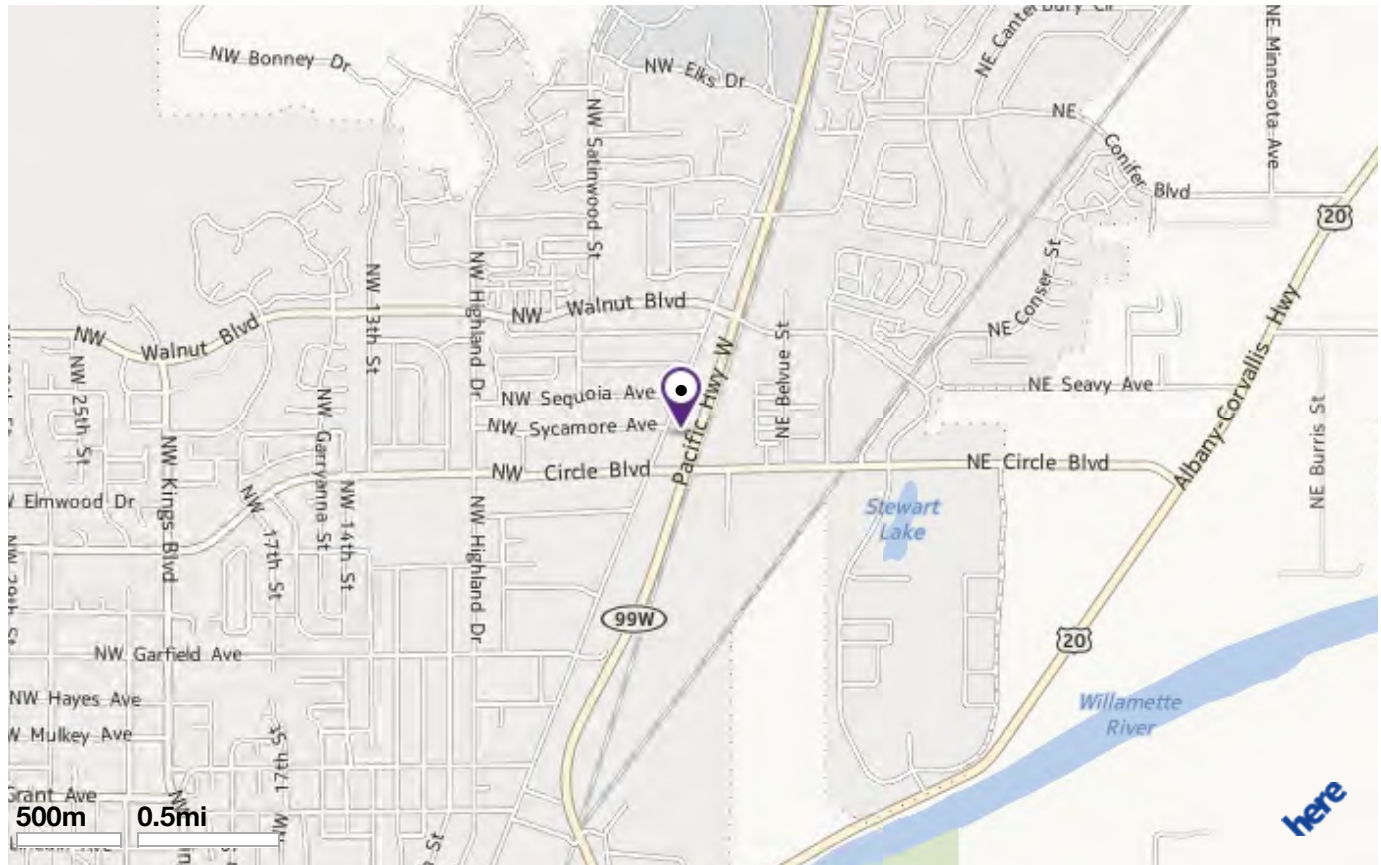 NE Canterbury Cir
NW Bonney Dr
NW Elks Dr
NE Minnesota Ave
NW Satinwood St
NE Conifer Blvd
20
NW 13th St
NW Highland Dr
NW Walnut Blvd
NW Walnut Blvd
NE Conser St
Albany-Corvallis Hwy
NE Belvue St
Pacific Hwy W
NW 25th St
NW Sequoia Ave
NE Seavy Ave
NW Garryanna St
NW Sycamore Ave
NE Burris St
NW Kings Blvd
NW Circle Blvd
NE Circle Blvd
Elmwood Dr
NW 17th St
NW 14th St
NW Highland Dr
Stewart
Lake
99W
20
NW Garfield Ave
NW Hayes Ave
Mulkey Ave
Willamette
River
17th St
Grant Ave
500m
0.5mi
here